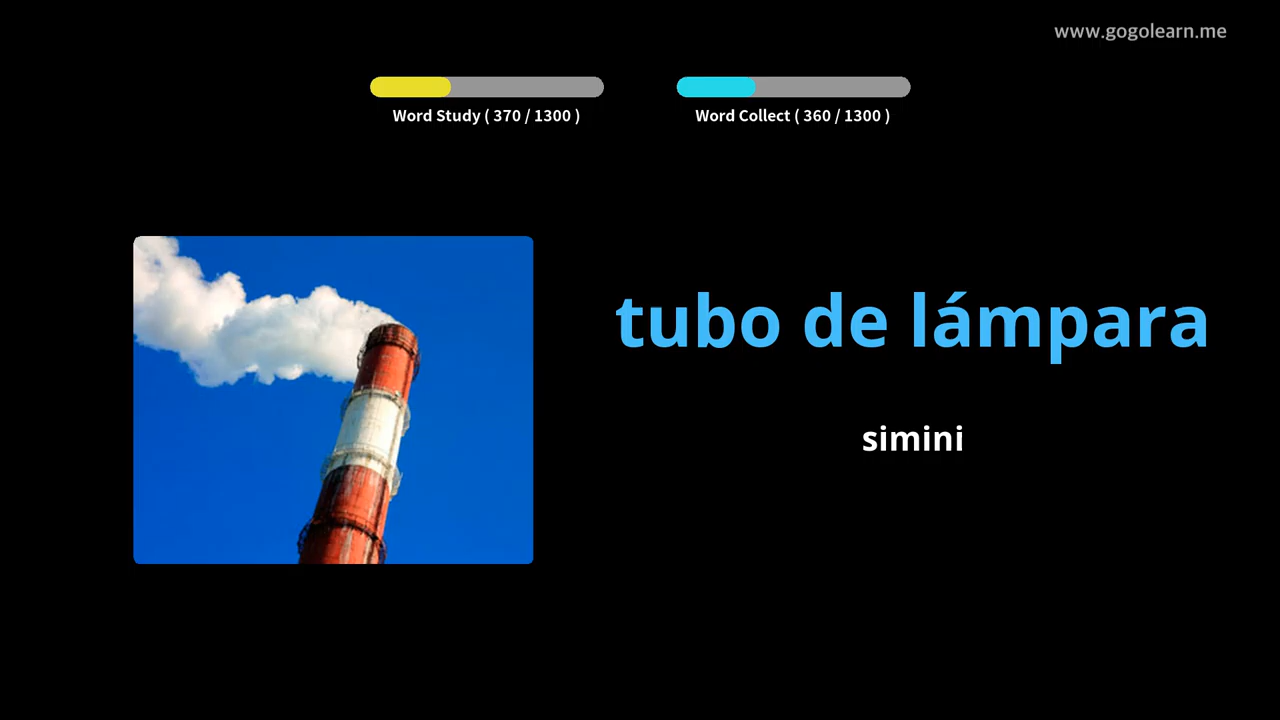 www.gogolearn.me
Word Study ( 370 / 1300 )
Word Collect ( 360 / 1300 )
tubo de lámpara
simini